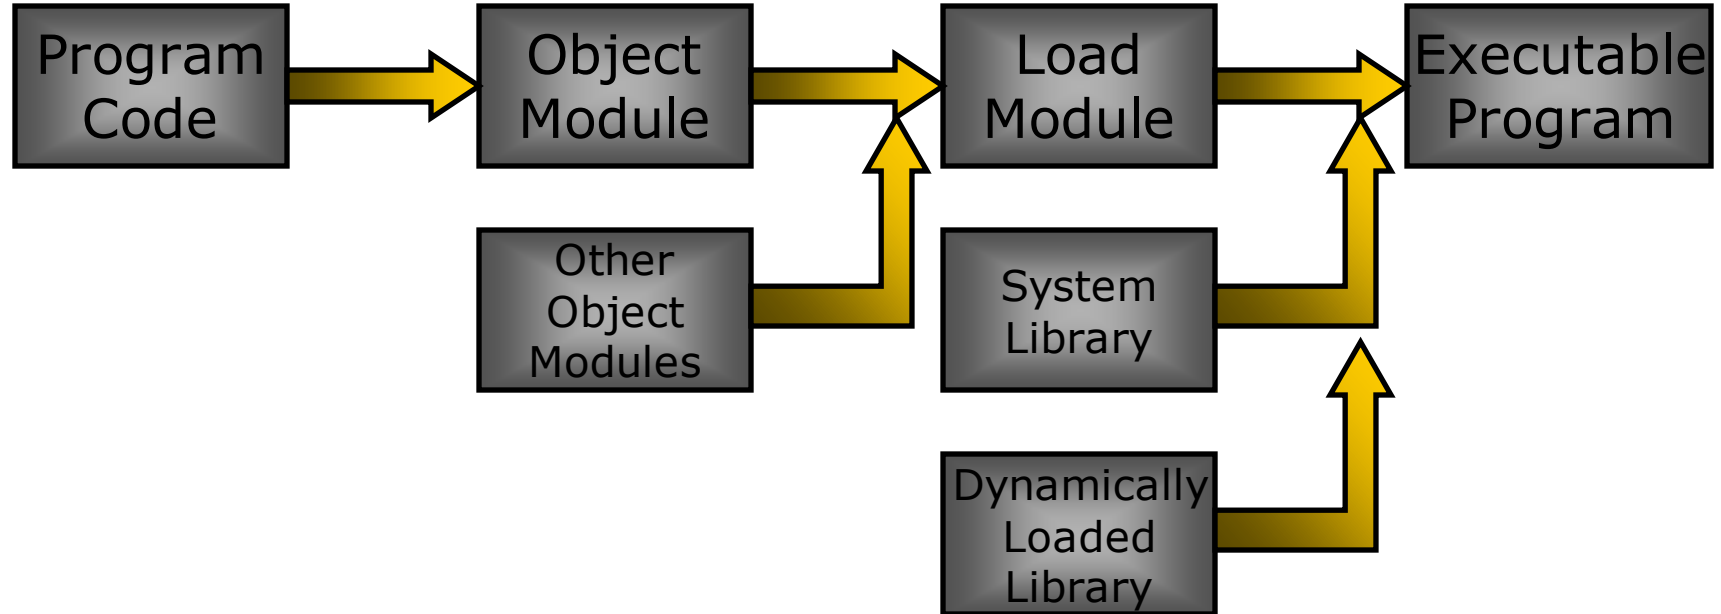 Program
Code
Object
Module
Load
Module
Executable
Program
Other
Object
Modules
System
Library
Dynamically
Loaded
Library